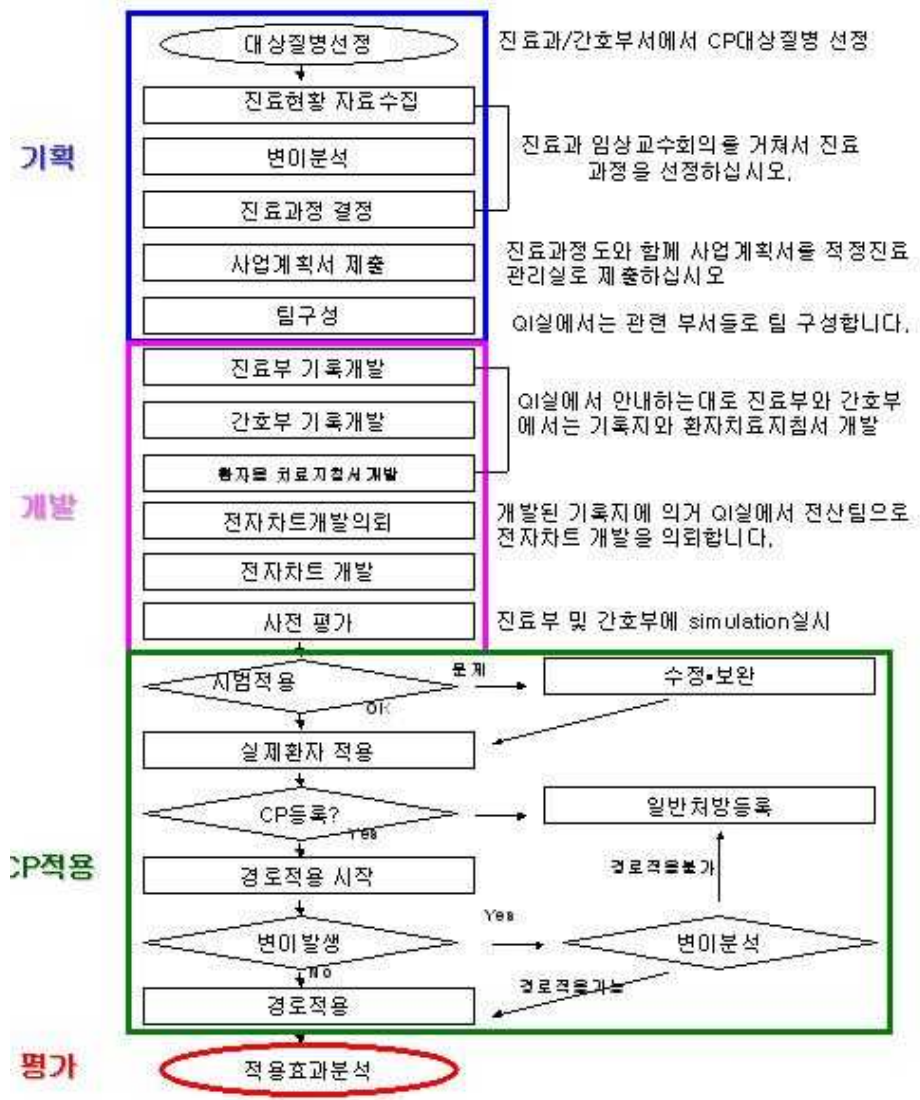 대상질병선정
진료과/간호부서에서 CP대상질병 선정
진료현황 자료수집
기획
변이분석
진료과 임상교수회의를 거쳐서 진료
과정을 선정하십시오.
진료과정 결정
사업계획서 제출
진료과정도와 함께 사업계획서를 적정진료
관리실로 제출하십시오
팀구성
QI실에서는 관련 부서등로 팀 구성합니다.
진료부 기록개발
간호부 기록개발
QI실에서 안내하는대로 진료부와 간호부
에서는 기록지와 환자치료지침서 개발
환자용 치료지침서개발
개발
전자차트개발의뢰
개발된 기록지에 의거 QI실에서 전산팀으로
전자차트 개발을 의뢰합니다.
전자차트 개발
사전 평가
진료부 및 간호부에 simulation실시
시범적용
문제
수정•보완
OK
실제환자 적용
CP등록?
일반처방등록
Yes
CP적용
경로적용 시작
경로적용불가
변이발생
Yes
변이분석
No
경로적용가능
경로적용
평가
적용효과분석